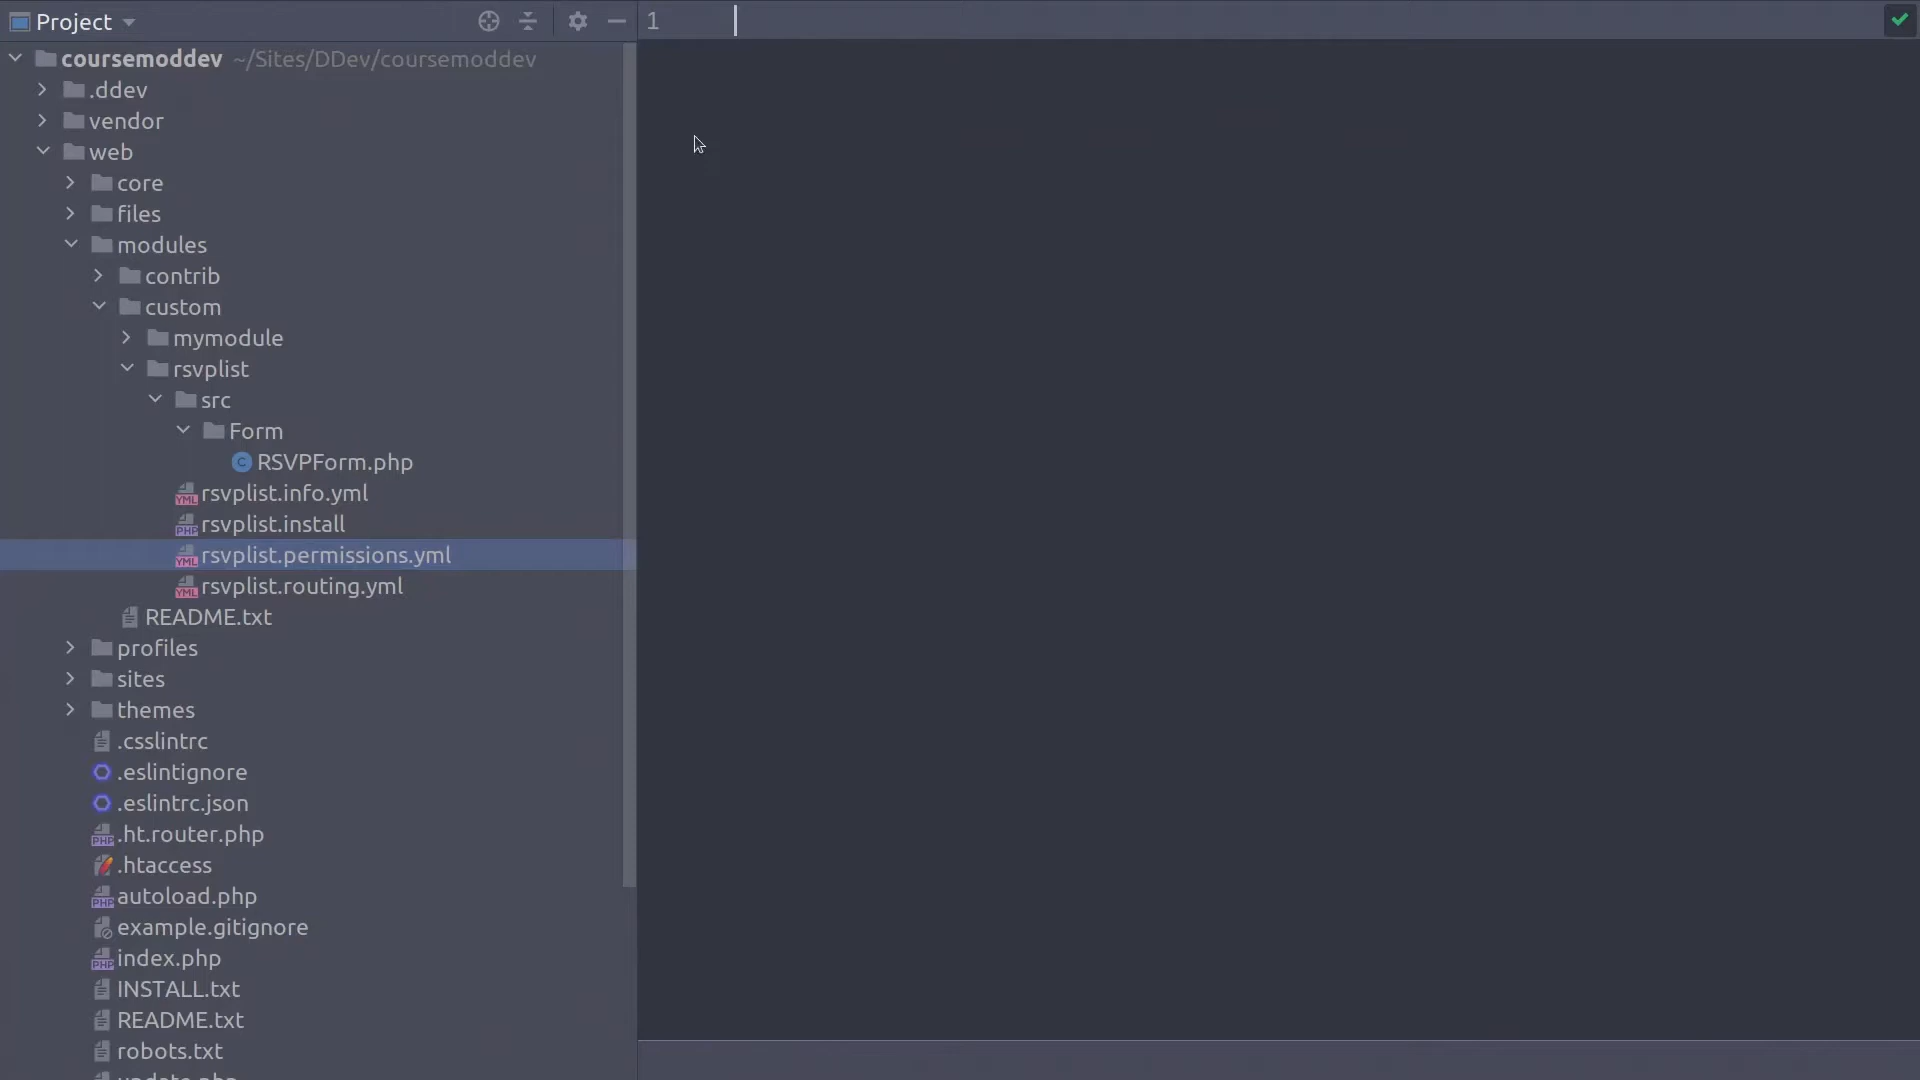 Project
1
coursemoddev ~/Sites/DDev/coursemoddev
.ddev
vendor
web
core
files
modules
contrib
custom
mymodule
rsvplist
src
Form
RSVPForm.php
rsvplist.info.yml
rsvplist.install
rsvplist.permissions.yml
rsvplist.routing.yml
README.txt
profiles
sites
themes
.csslintrc
.eslintignore
.eslintrc.json
.ht.router.php
.htaccess
autoload.php
example.gitignore
index.php
INSTALL.txt
README.txt
robots.txt
update.php